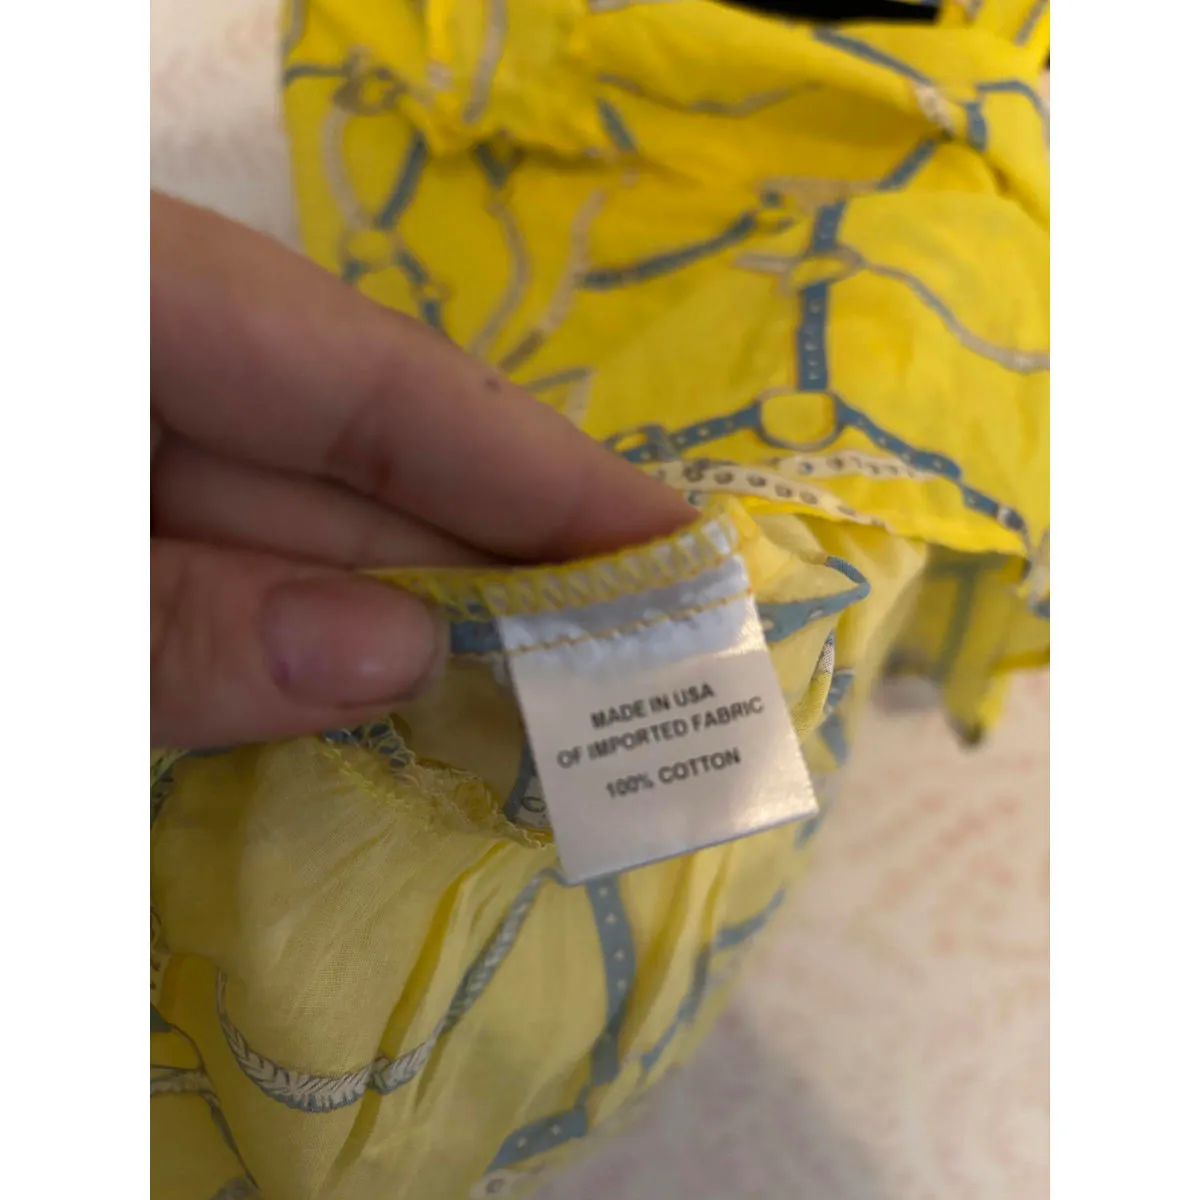 MADE IN USA
OF IMPORTED FABRIC
100% COTTON